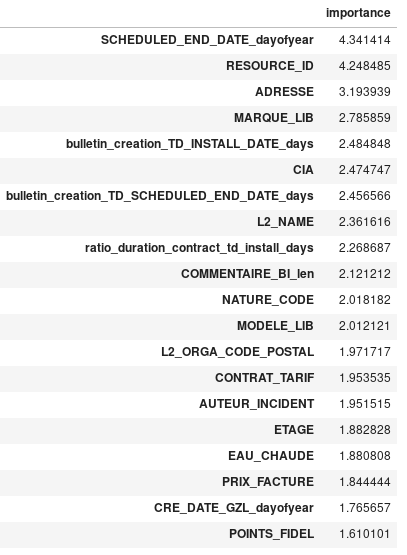 importance
SCHEDULED_END_DATE_dayofyear 4.341414
RESOURCE_ID 4.248485
ADRESSE 3.193939
MARQUE_LIB 2.785859
bulletin_creation_TD_INSTALL_DATE_days 2.484848
CIA 2.474747
bulletin_creation_TD_SCHEDULED_END_DATE_days 2.456566
L2_NAME 2.361616
ratio_duration_contract_td_install_days 2.268687
COMMENTAIRE_BI_len 2.121212
NATURE_CODE 2.018182
MODELE_LIB 2.012121
L2_ORGA_CODE_POSTAL 1.971717
CONTRAT_TARIF 1.953535
AUTEUR_INCIDENT 1.951515
ETAGE 1.882828
EAU_CHAUDE 1.880808
PRIX_FACTURE 1.844444
CRE_DATE_GZL_dayofyear 1.765657
POINTS_FIDEL 1.610101